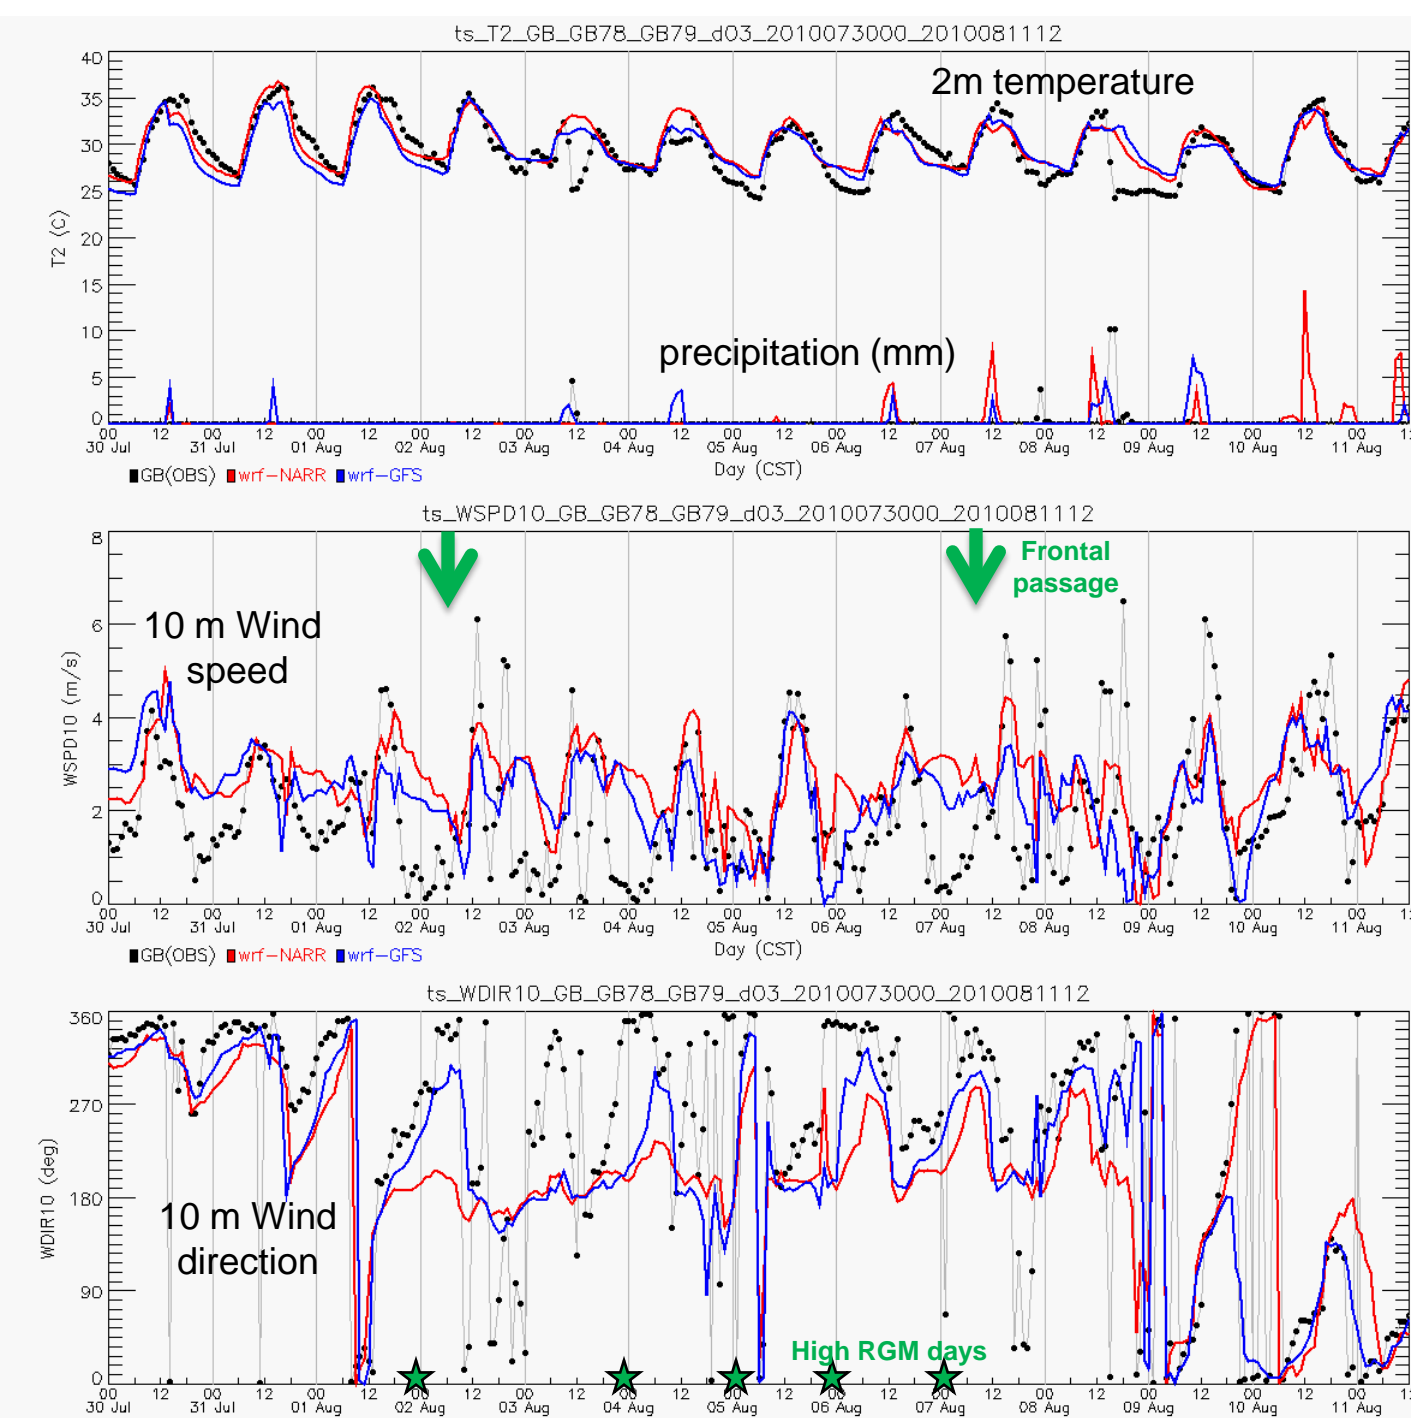 ts_T2_GB_GB78_GB79_d03_2010073000_2010081112
2m temperature
precipitation (mm)
T2 (C)
40
35
30
25
20
15
10
5
0
00 12 00 12 00 12 00 12 00 12 00 12 00 12 00 12 00 12 00 12 00 12 00 12 00 1
30 Jul 31 Jul 01 Aug 02 Aug 03 Aug 04 Aug 05 Aug 06 Aug 07 Aug 08 Aug 09 Aug 10 Aug 11 Aug
Day (CST)
GB(OBS) wrf-NARR wrf-GFS
ts_WSPD10_GB_GB78_GB79_d03_2010073000_2010081112
Frontal
passage
10 m Wind
speed
WSPD10 (m/s)
8
6
4
2
0
00 12 00 12 00 12 00 12 00 12 00 12 00 12 00 12 00 12 00 12 00 12 00 12 00 1
30 Jul 31 Jul 01 Aug 02 Aug 03 Aug 04 Aug 05 Aug 06 Aug 07 Aug 08 Aug 09 Aug 10 Aug 11 Aug
Day (CST)
GB(OBS) wrf-NARR wrf-GFS
ts_WDIR10_GB_GB78_GB79_d03_2010073000_2010081112
10 m Wind
direction
High RGM days
WDIR10 (deg)
360
270
180
90
0
00 12 00 12 00 12 00 12 00 12 00 12 00 12 00 12 00 12 00 12 00 12 00 12 00 1
30 Jul 31 Jul 01 Aug 02 Aug 03 Aug 04 Aug 05 Aug 06 Aug 07 Aug 08 Aug 09 Aug 10 Aug 11 Aug